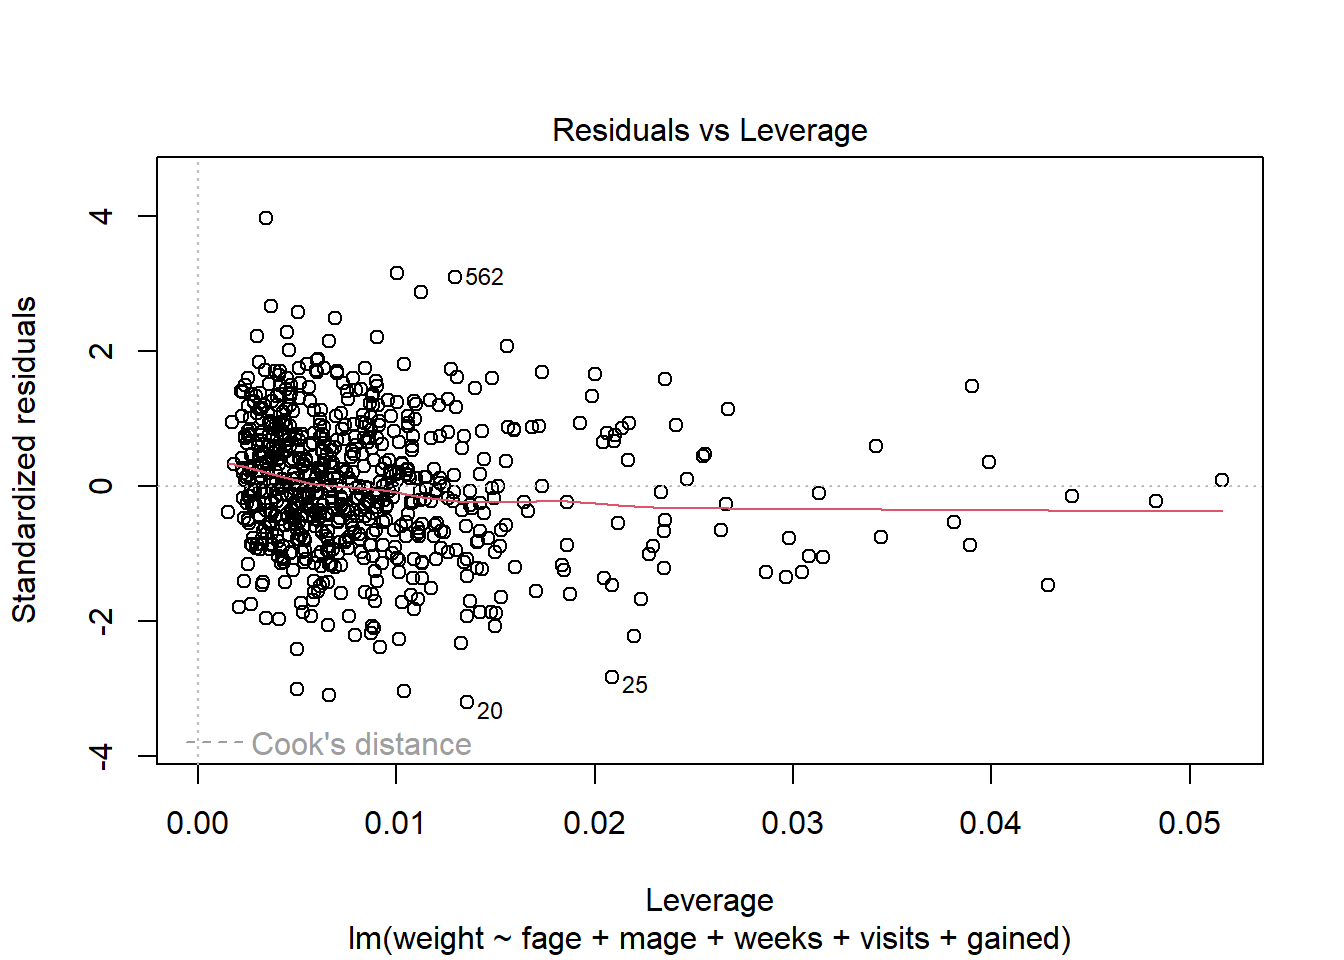 Residuals vs Leverage
Standardized residuals
4
2
0
-2
-4
562
25
20
Cook's distance
0.00 0.01 0.02 0.03 0.04 0.05
Leverage
lm(weight ~ fage + mage + weeks + visits + gained)